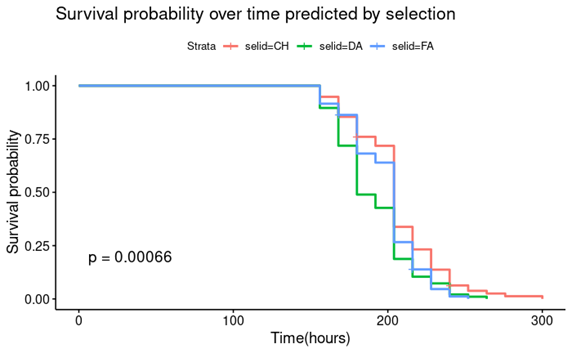 Survival probability over time predicted by selection
Strata selid=CH selid=DA selid=FA
1.00
0.75
0.50
0.25
0.00
Survival probability
p = 0.00066
0 100 200 300
Time(hours)